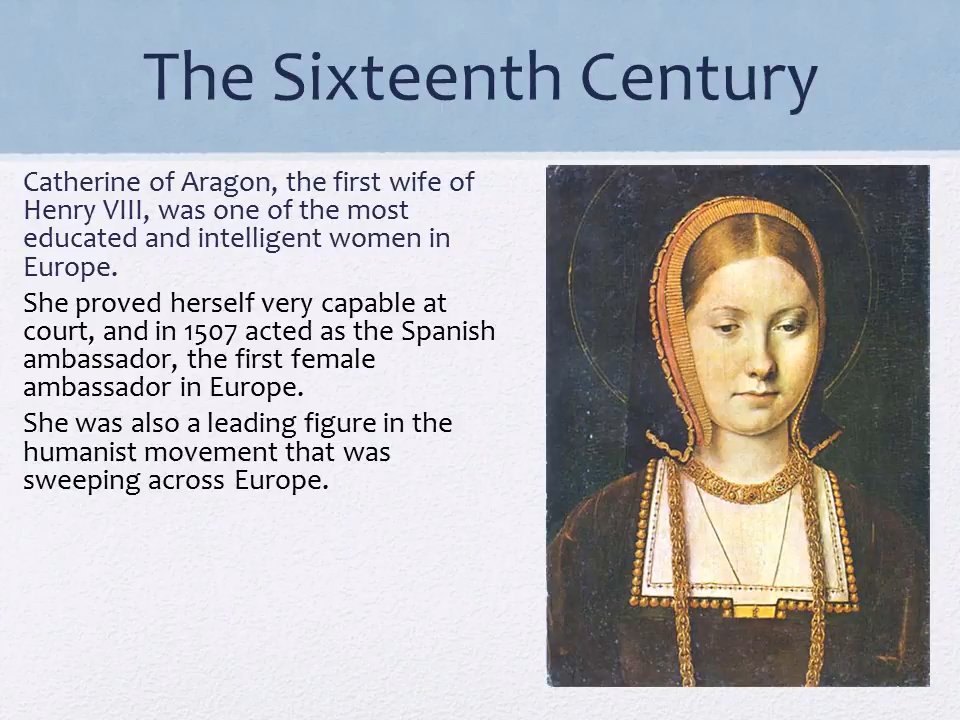 The Sixteenth Century
Catherine of Aragon, the first wife of
Henry VIII, was one of the most
educated and intelligent women in
Europe.
She proved herself very capable at
court, and in 1507 acted as the Spanish
ambassador, the first female
ambassador in Europe.
She was also a leading figure in the
humanist movement that was
sweeping across Europe.